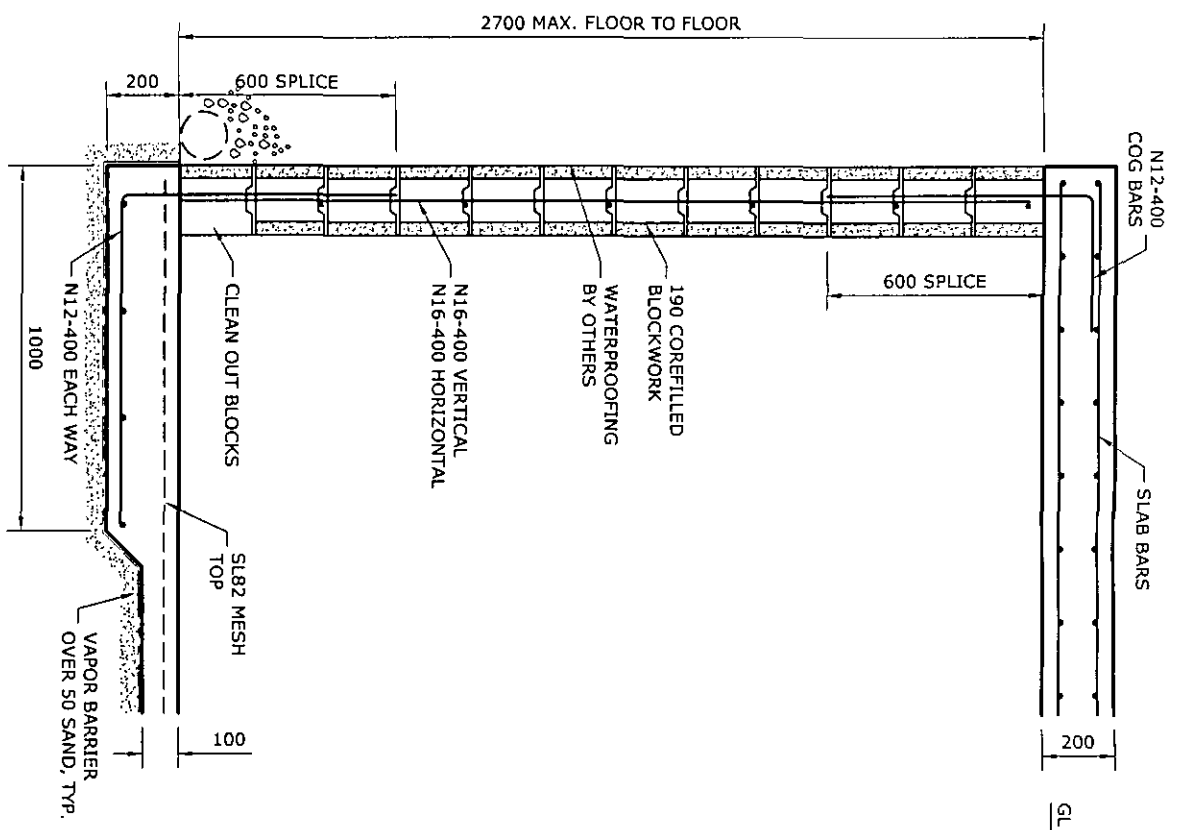 2700 MAX. FLOOR TO FLOOR
200
600 SPLICE
N12-400
COG BARS
SLAB BARS
600 SPLICE
190 COREFILLED
BLOCKWORK
WATERPROOFING
BY OTHERS
N16-400 VERTICAL
N16-400 HORIZONTAL
CLEAN OUT BLOCKS
N12-400 EACH WAY
1000
SL82 MESH
TOP
VAPOR BARRIER
OVER 50 SAND, TYP.
100
200
GL